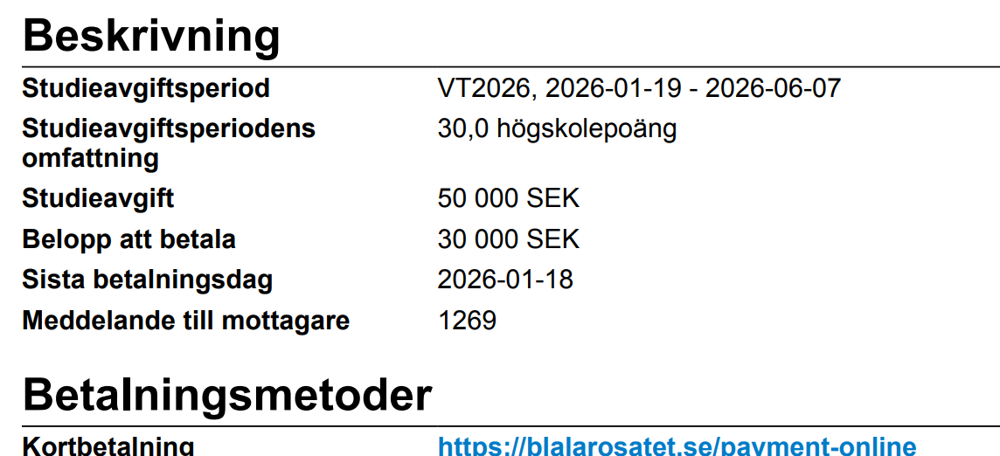 Beskrivning
Studieavgiftsperiod VT2026, 2026-01-19 - 2026-06-07
Studieavgiftsperiodens 30,0 högskolepoäng
omfattning
Studieavgift 50 000 SEK
Belopp att betala 30 000 SEK
Sista betalningsdag 2026-01-18
Meddelande till mottagare 1269
Betalningsmetoder
Kortbetalning https://blalarosatet.se/payment-online